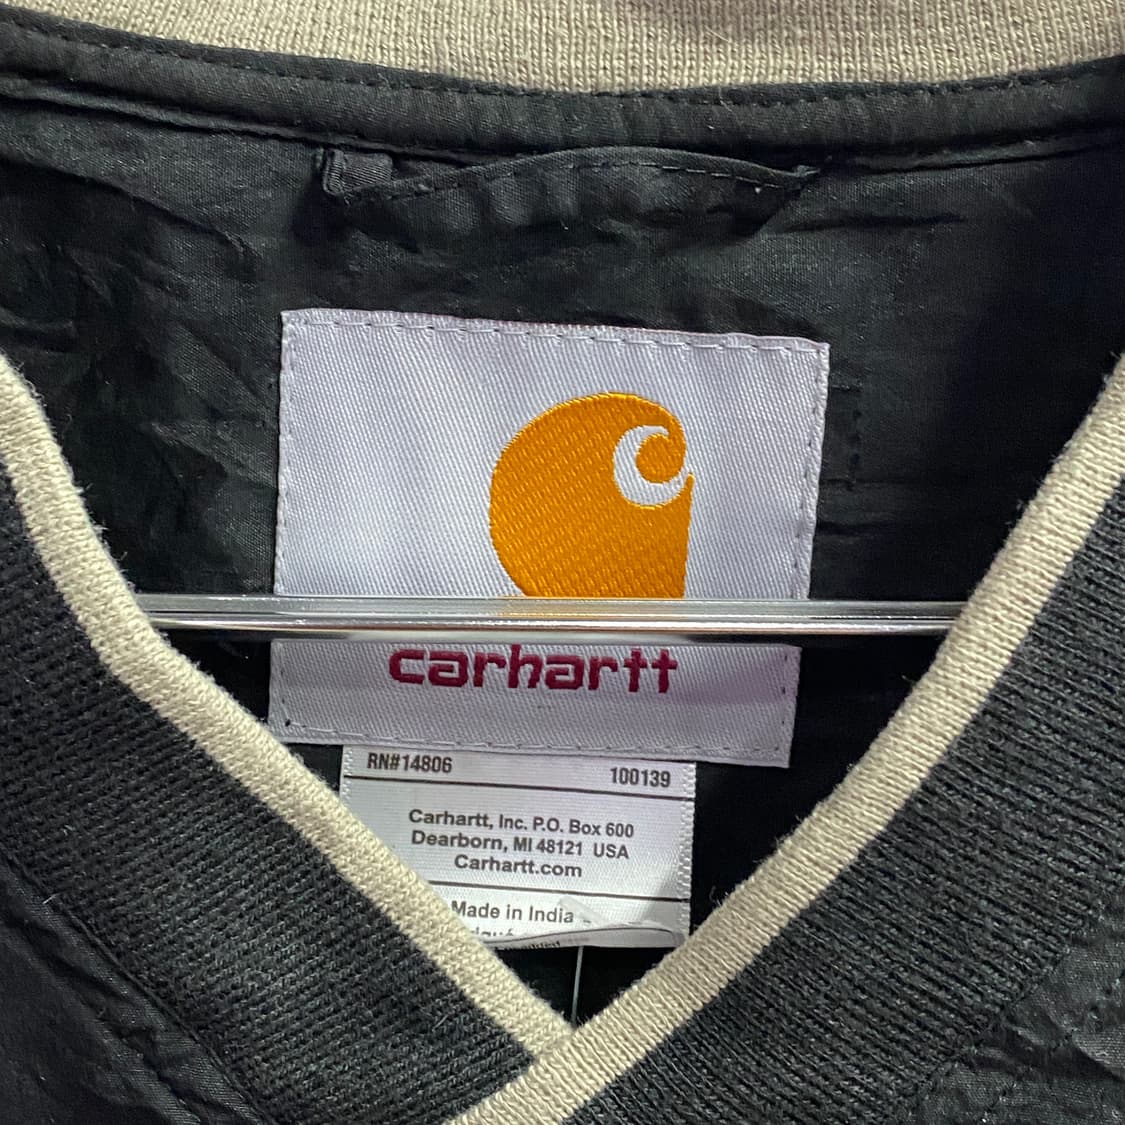 carhartt
RN#14806 100139
Carhartt, Inc. P.O. Box 600
Dearborn, MI 48121 USA
Carhartt.com
Made in India